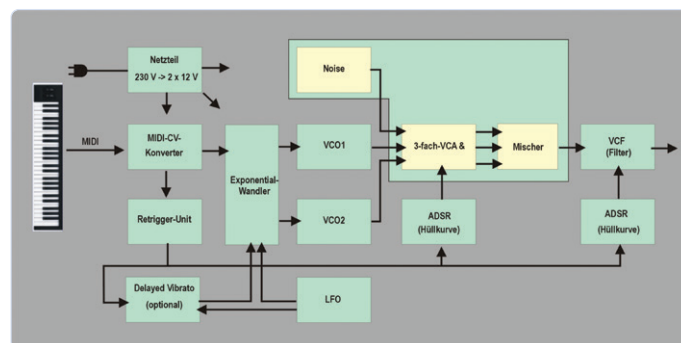 Netzteil
230 V -> 2 x 12 V
Noise
MIDI
MIDI-CV-
Konverter
Exponential-
Wandler
VCO1
3-fach-VCA &
Mischer
VCF
(Filter)
Retrigger-Unit
VCO2
ADSR
(Hüllkurve)
ADSR
(Hüllkurve)
Delayed Vibrato
(optional)
LFO